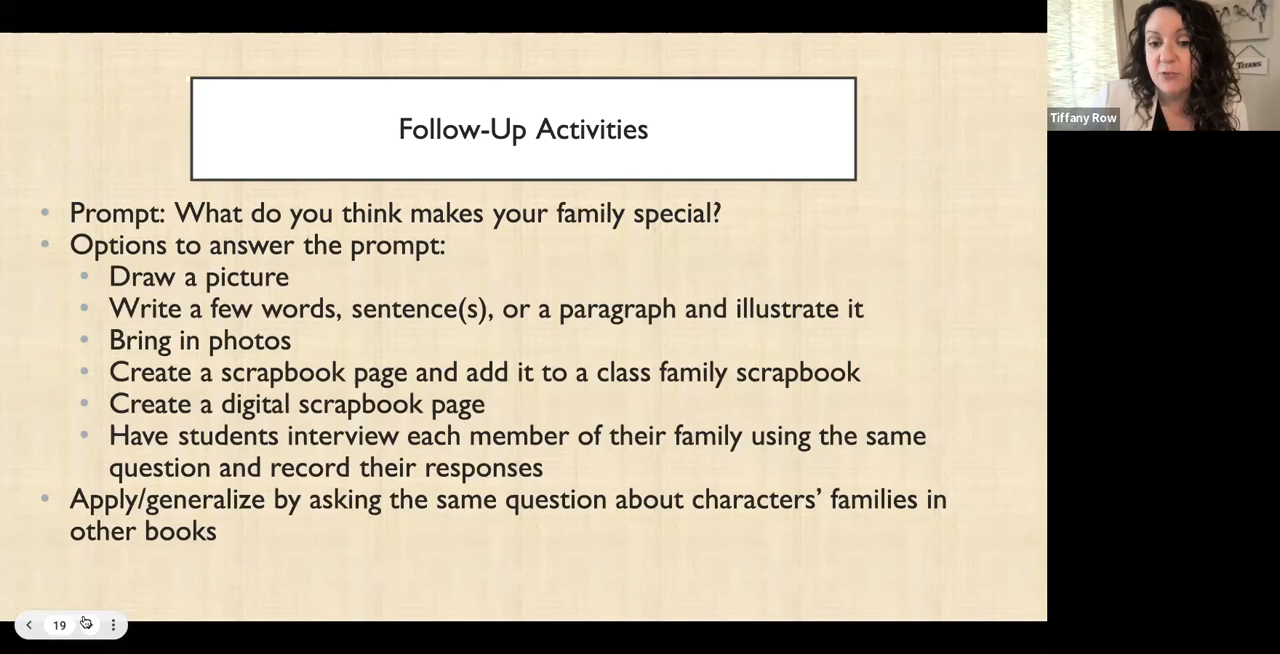 Follow-Up Activities
Prompt: What do you think makes your family special?
Options to answer the prompt:
Draw a picture
Write a few words, sentence(s), or a paragraph and illustrate it
Bring in photos
Create a scrapbook page and add it to a class family scrapbook
Create a digital scrapbook page
Have students interview each member of their family using the same
question and record their responses
Apply/generalize by asking the same question about characters’ families in
other books
19
TITANS
Tiffany Row